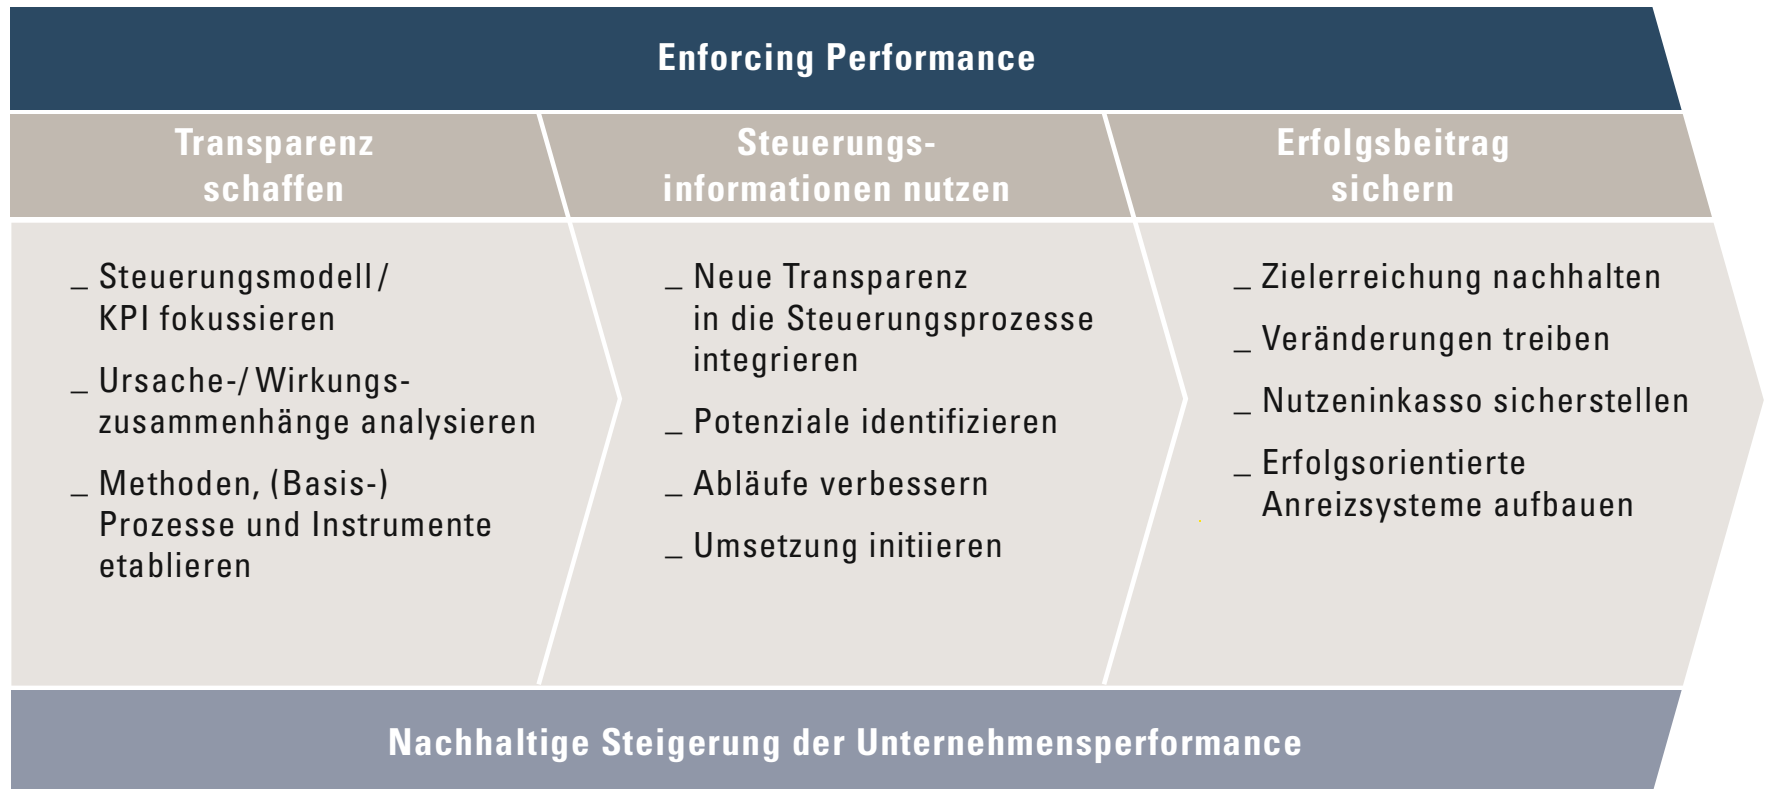 Enforcing Performance
Transparenz
schaffen
Steuerungs-
informationen nutzen
Erfolgsbeitrag
sichern
_ Steuerungsmodell /
KPI fokussieren
_ Ursache-/ Wirkungs-
zusammenhänge analysieren
_ Methoden, (Basis-)
Prozesse und Instrumente
etablieren
_ Neue Transparenz
in die Steuerungsprozesse
integrieren
_ Potenziale identifizieren
_ Abläufe verbessern
_ Umsetzung initiieren
_ Zielerreichung nachhalten
_ Veränderungen treiben
_ Nutzeninkasso sicherstellen
_ Erfolgsorientierte
Anreizsysteme aufbauen
Nachhaltige Steigerung der Unternehmensperformance